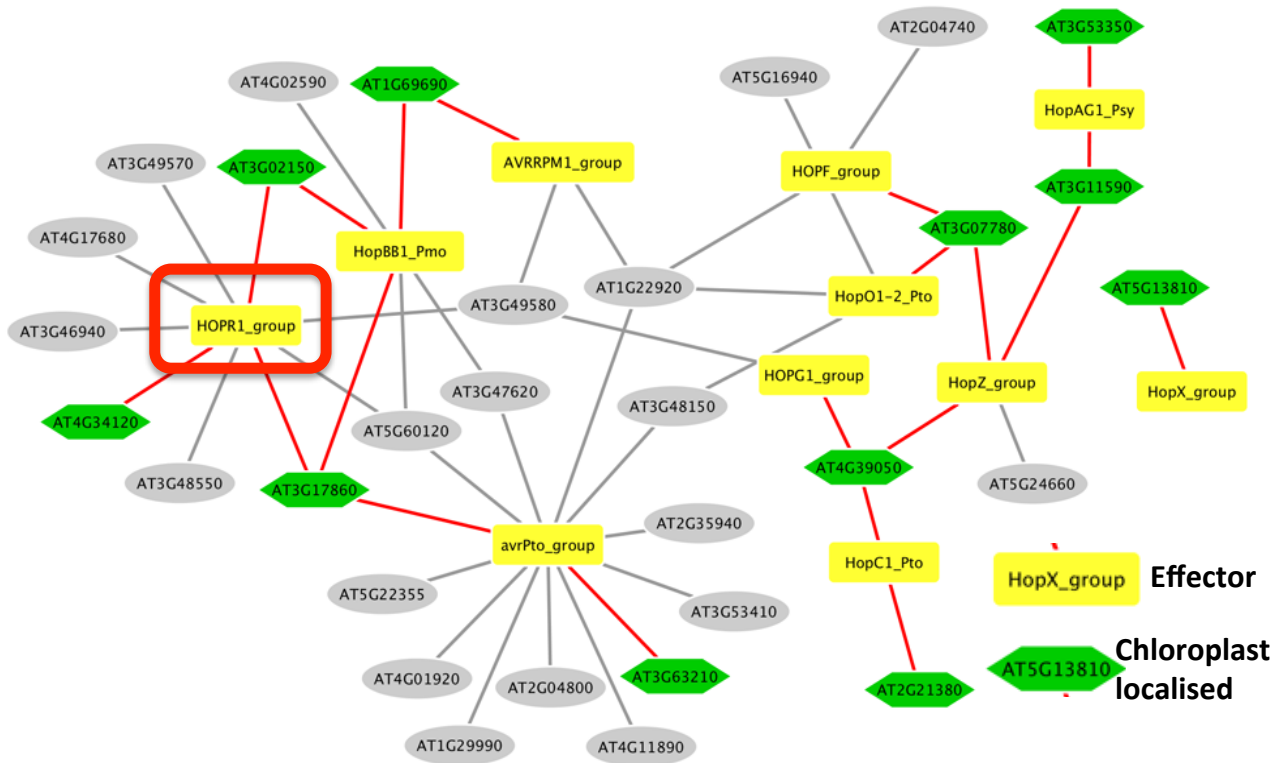 AT2G04740
AT3G53350
AT5G16940
AT4G02590
AT1G69690
HopAG1_Psy
AT3G49570
AT3G02150
AVRRPM1_group
HOPF_group
AT3G11590
AT4G17680
HopBB1_Pmo
AT3G07780
AT1G22920
HopO1-2_Pto
AT5G13810
AT3G49580
AT3G46940
HOPR1_group
HOPG1_group
HopZ_group
HopX_group
AT3G47620
AT3G48150
AT4G34120
AT5G60120
AT4G39050
AT3G48550
AT3G17860
AT5G24660
AT2G35940
avrPto_group
HopC1_Pto
HopX_group Effector
AT5G22355
AT3G53410
AT4G01920
AT2G04800
AT3G63210
AT2G21380
AT5G13810 Chloroplast
localised
AT1G29990
AT4G11890